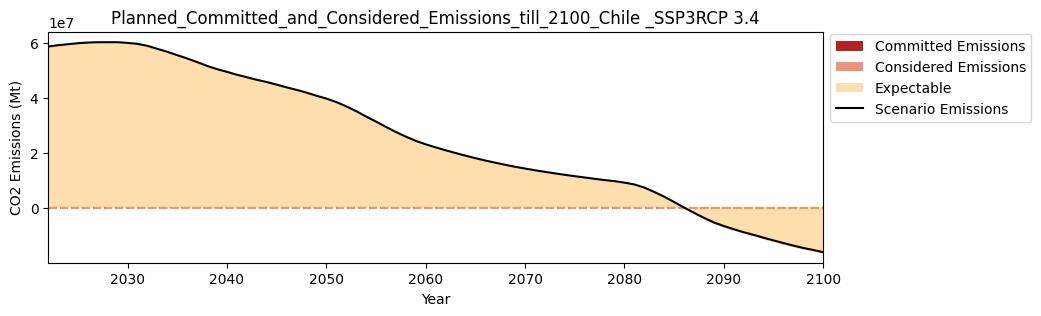 Planned_Committed_and_Considered_Emissions_till_2100_Chile _SSP3RCP 3.4
1e7
6
4
2
0
CO2 Emissions (Mt)
2030 2040 2050 2060 2070 2080 2090 2100
Year
Committed Emissions
Considered Emissions
Expectable
Scenario Emissions